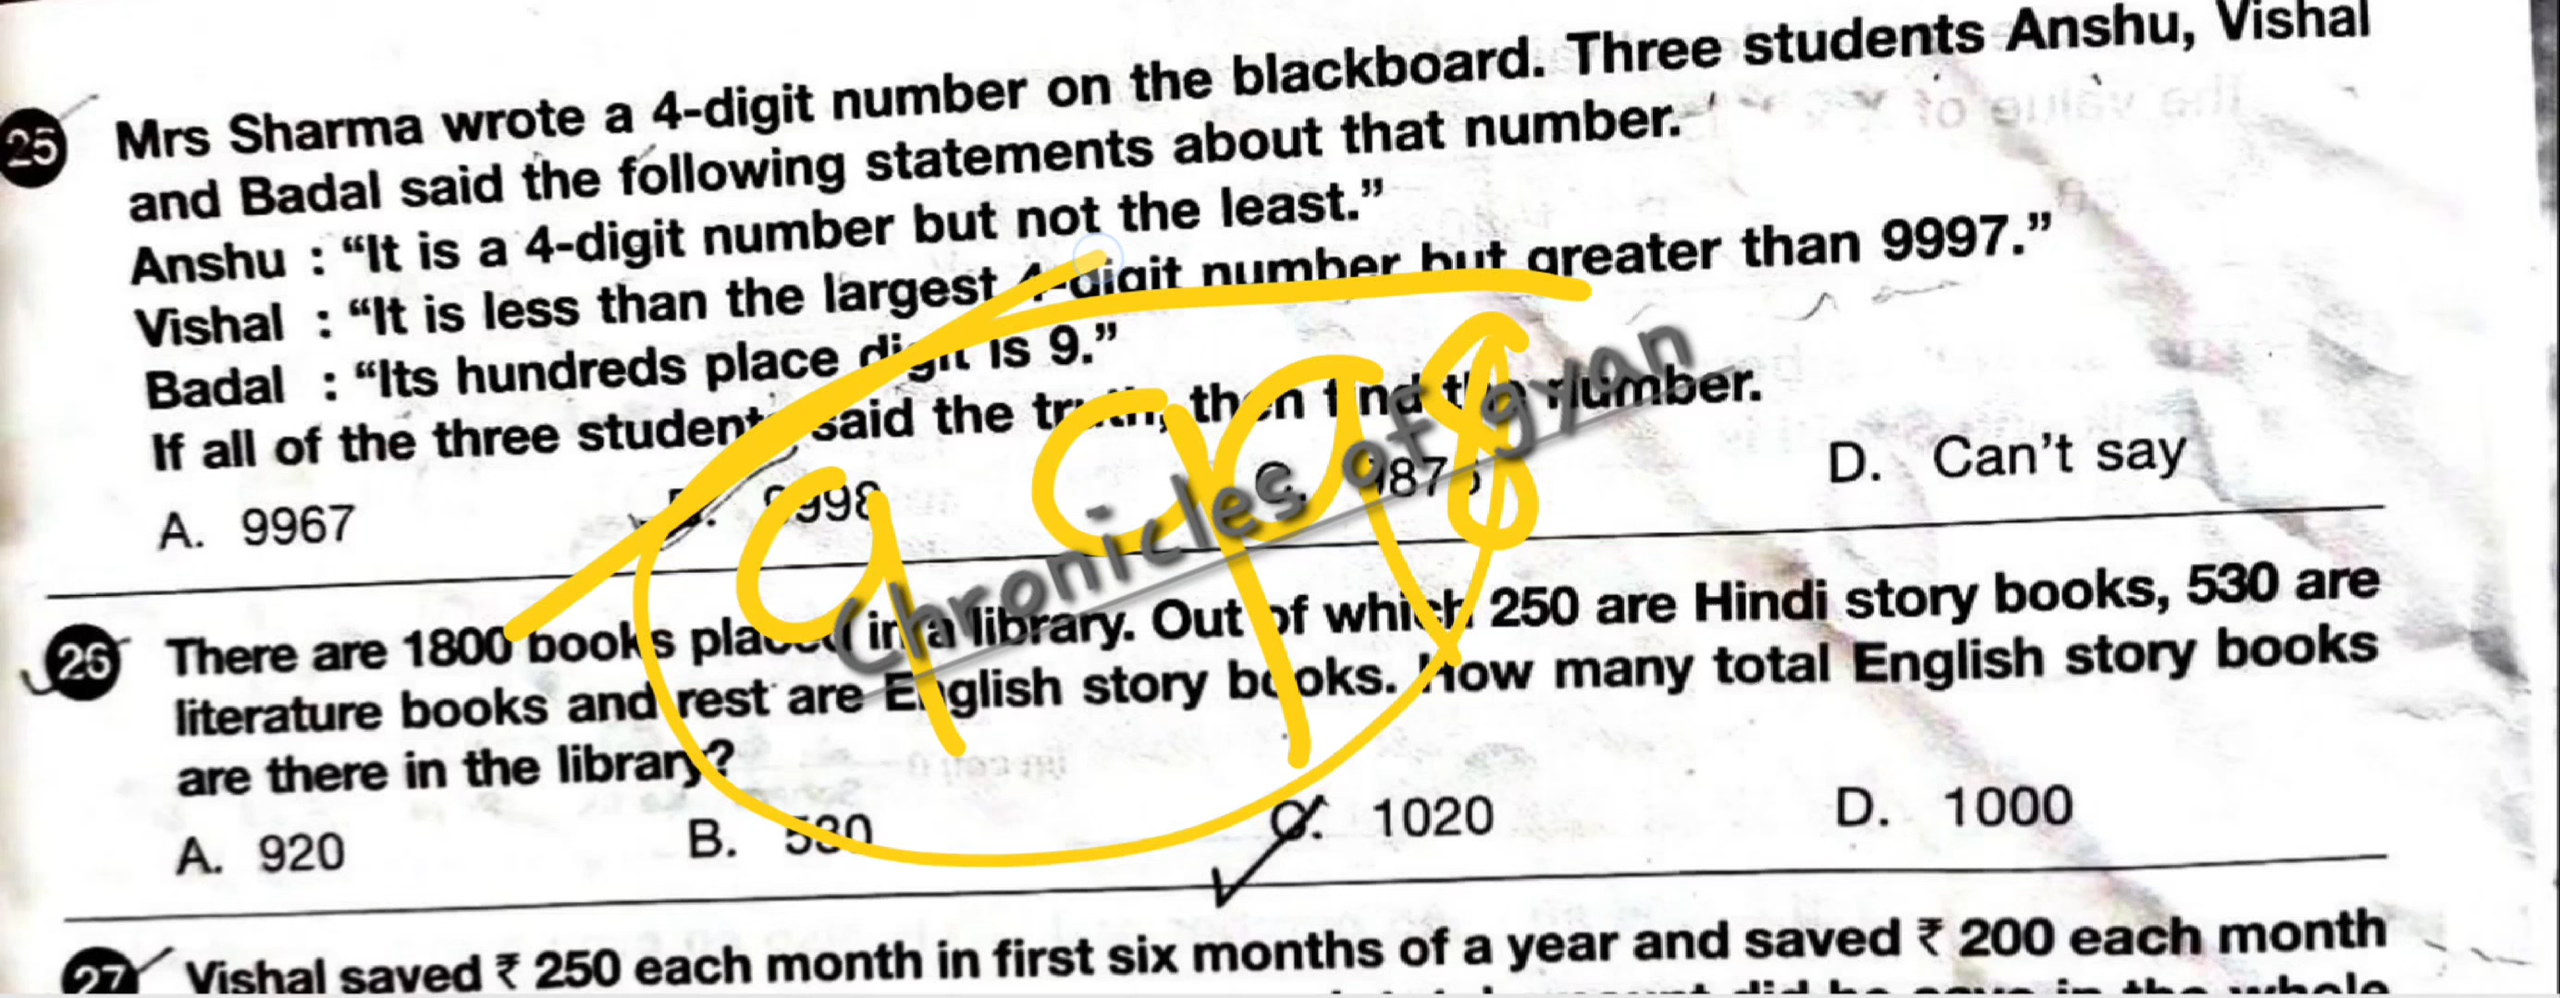 25 Mrs Sharma wrote a 4-digit number on the blackboard. Three students Anshu, Vishal
and Badal said the following statements about that number.
Anshu : “It is a 4-digit number but not the least.”
Vishal : “It is less than the largest 4-digit number but greater than 9997.”
Badal : “Its hundreds place digit is 9.”
If all of the three students said the truth, then find the number.
A. 9967 B. 9998 C. 9876 D. Can’t say
9998
Chronicles of gyan
26 There are 1800 books placed in a library. Out of which 250 are Hindi story books, 530 are
literature books and rest are English story books. How many total English story books
are there in the library?
A. 920 B. 530 C. 1020 D. 1000
27 Vishal saved ₹ 250 each month in first six months of a year and saved ₹ 200 each month